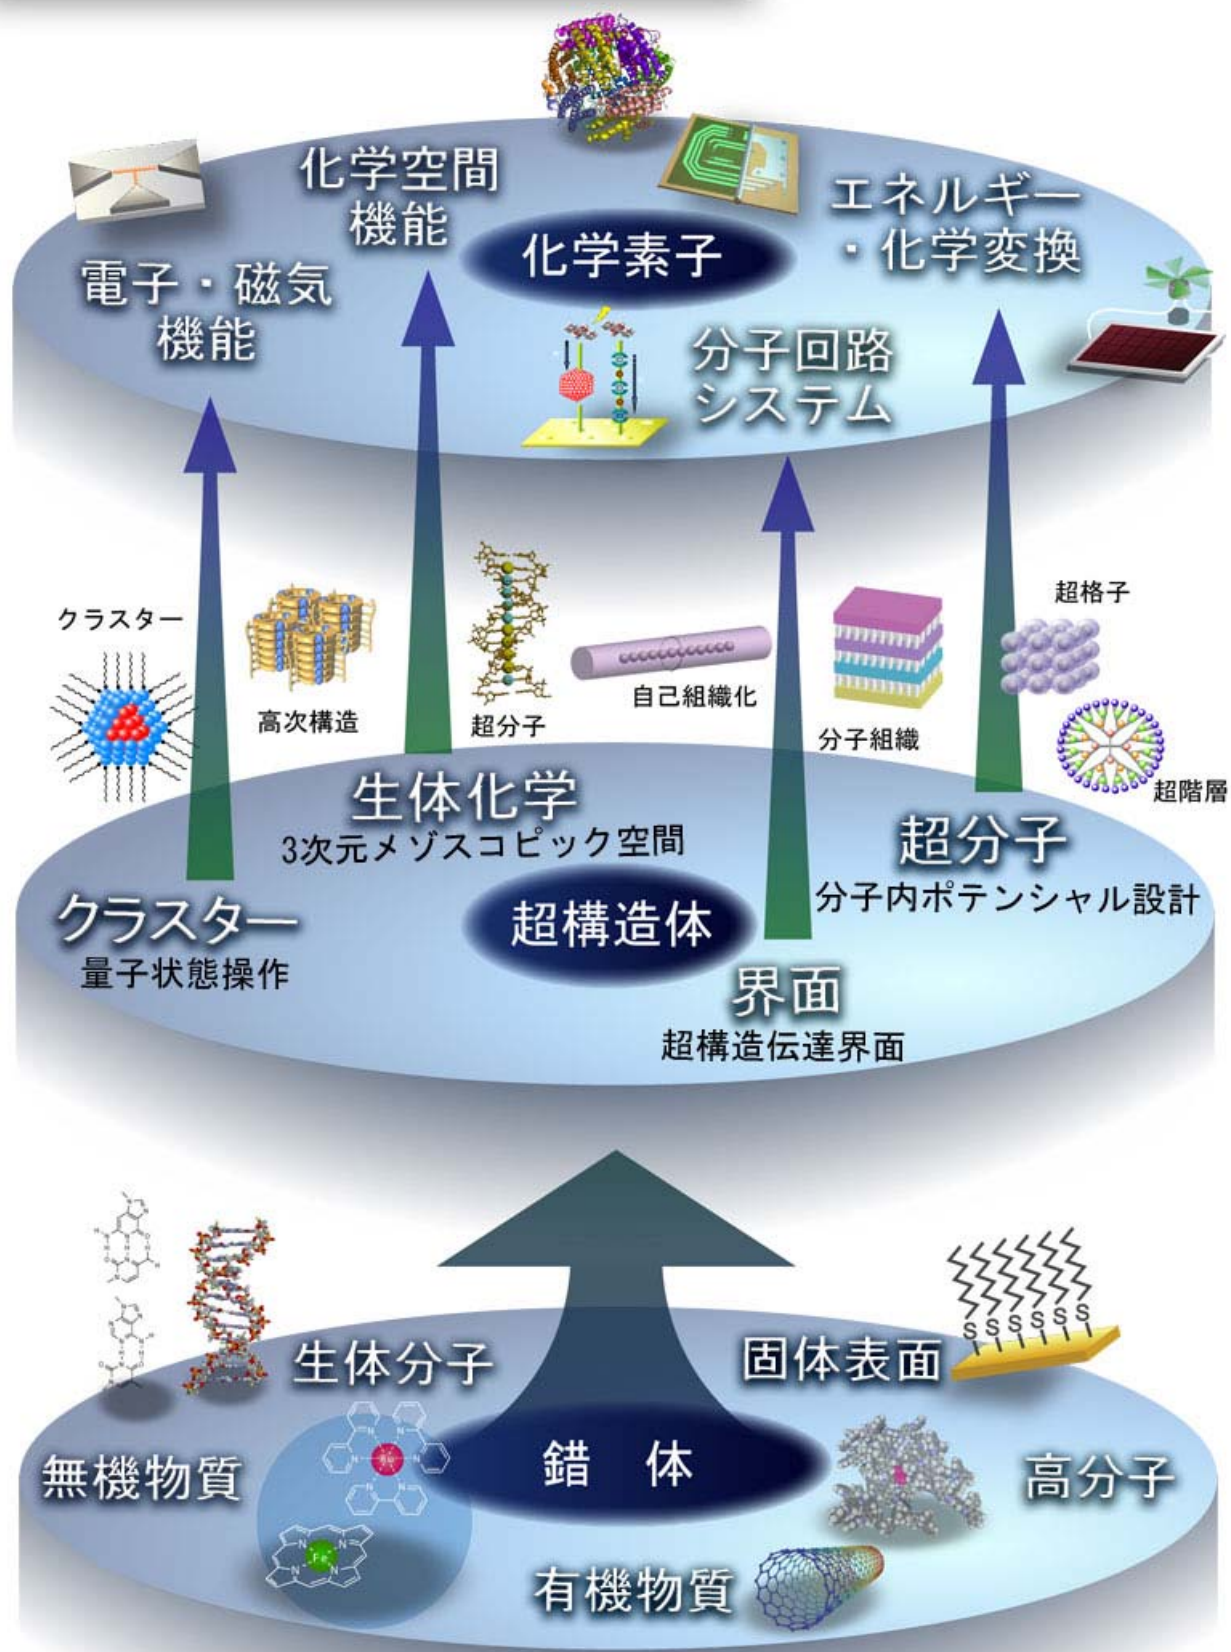 化学空間
機能
エネルギー
・化学変換
化学素子
電子・磁気
機能
分子回路
システム
クラスター
高次構造
超分子
自己組織化
分子組織
超格子
超階層
生体化学
3次元メゾスコピック空間
超分子
分子内ポテンシャル設計
クラスター
量子状態操作
超構造体
界面
超構造伝達界面
生体分子
固体表面
S S S S S S
無機物質
錯 体
高分子
N N
N N
Ru
N N
N N
Fe
N N
有機物質